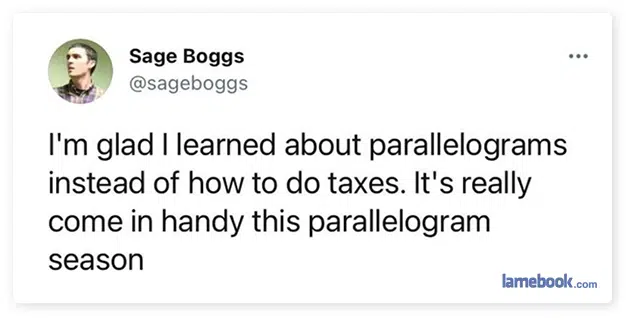 Sage Boggs
@sageboggs
I'm glad I learned about parallelograms
instead of how to do taxes. It's really
come in handy this parallelogram
season
lamebook.com